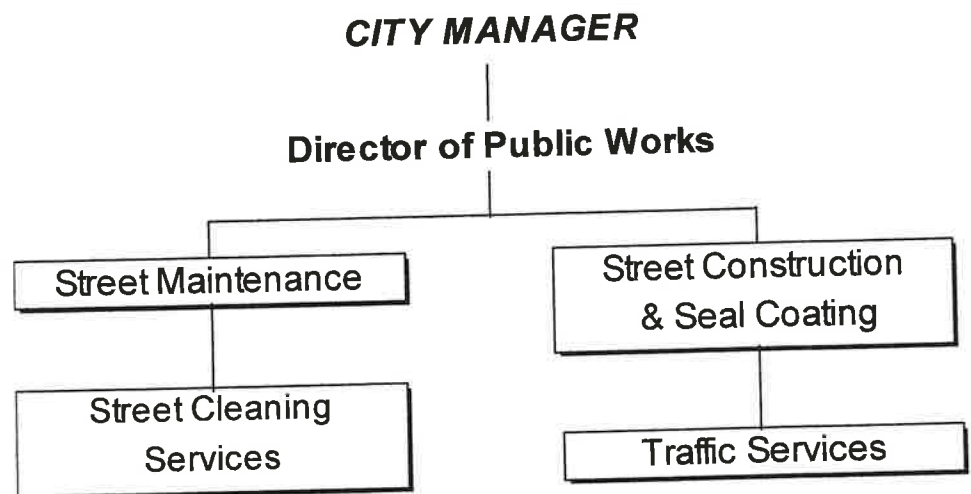 CITY MANAGER
Director of Public Works
Street Maintenance
Street Construction
& Seal Coating
Street Cleaning
Services
Traffic Services